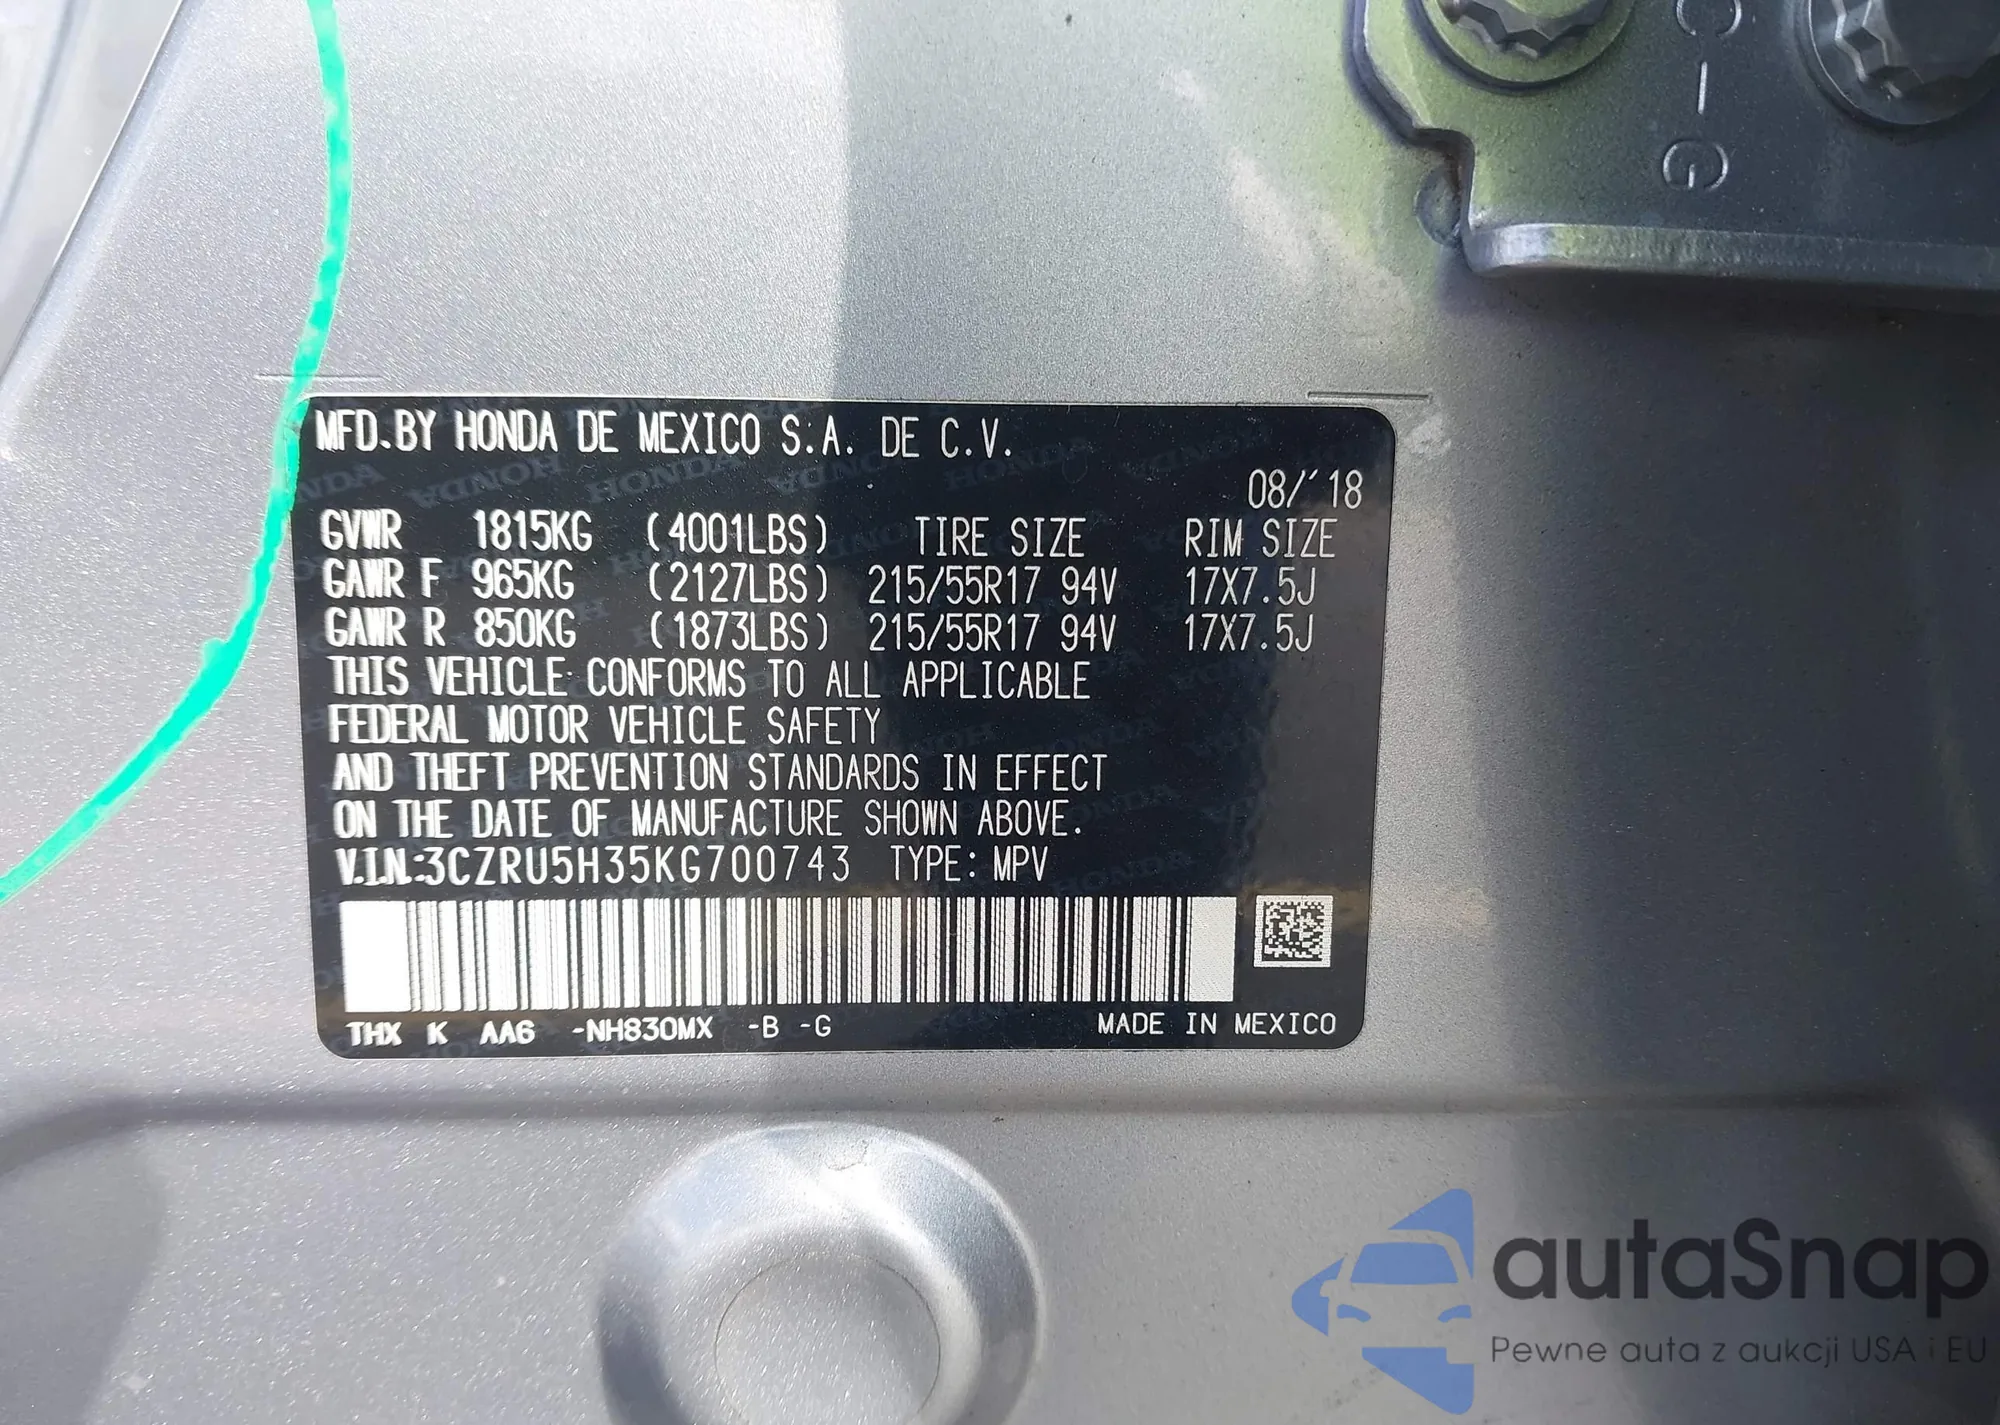 C-G
MFD.BY HONDA DE MEXICO S.A. DE C.V.
08/'18
GVWR 1815KG (4001LBS) TIRE SIZE RIM SIZE
GAWR F 965KG (2127LBS) 215/55R17 94V 17X7.5J
GAWR R 850KG (1873LBS) 215/55R17 94V 17X7.5J
THIS VEHICLE CONFORMS TO ALL APPLICABLE
FEDERAL MOTOR VEHICLE SAFETY
AND THEFT PREVENTION STANDARDS IN EFFECT
ON THE DATE OF MANUFACTURE SHOWN ABOVE.
V.I.N.:3CZRU5H35KG700743 TYPE: MPV
THX K AA6 -NH830MX -B -G MADE IN MEXICO
autoSnap
Pewne auta z aukcji USA i EU